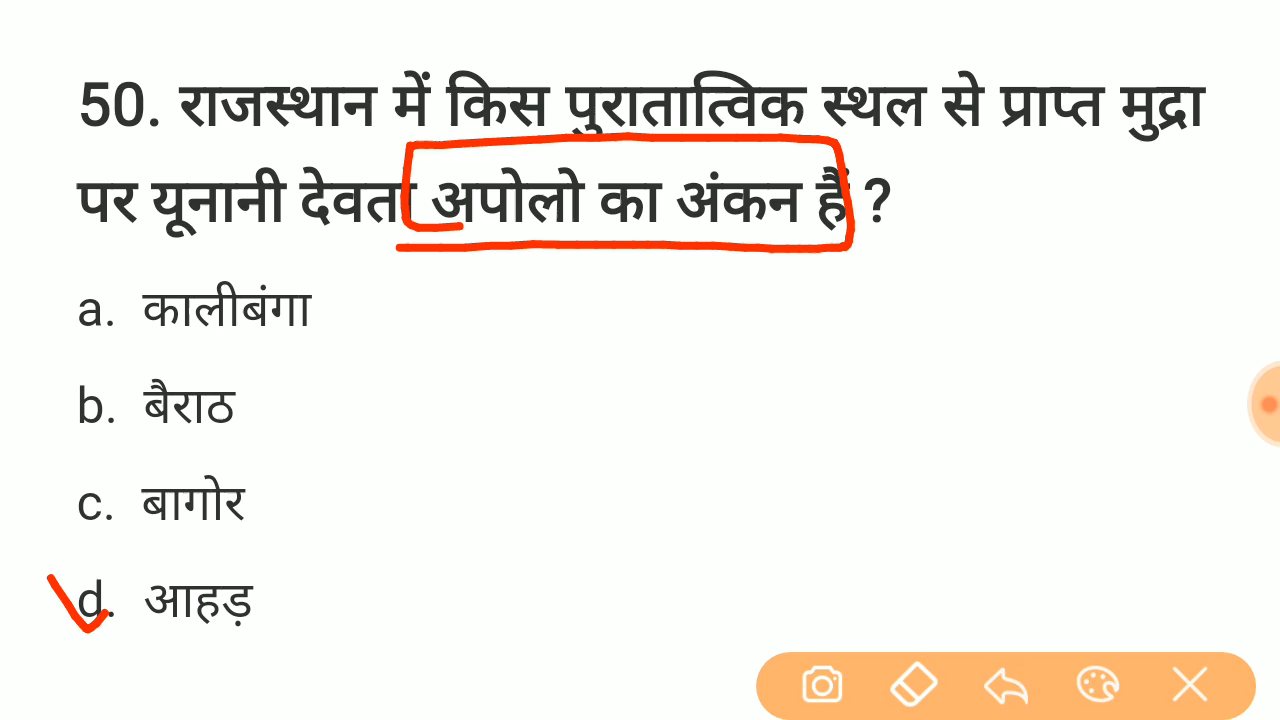 50. राजस्थान में किस पुरातात्विक स्थल से प्राप्त मुद्रा
पर यूनानी देवता अपोलो का अंकन हैं ?
a. कालीबंगा
b. बैराठ
c. बागोर
d. आहड़